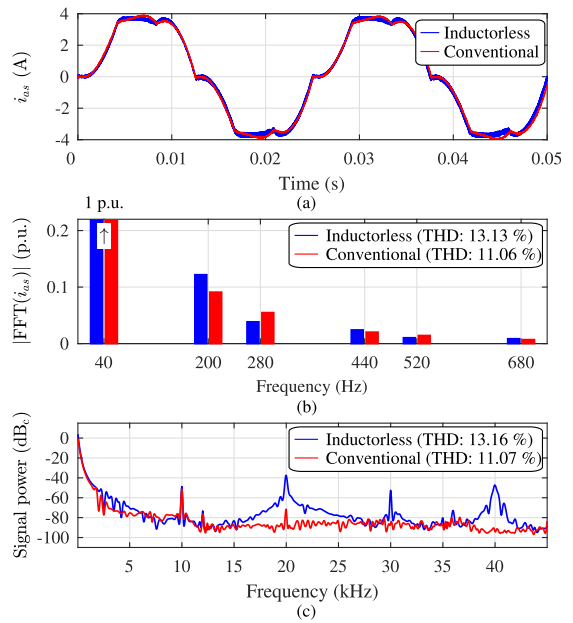 4
2
0
-2
-4
i_as (A)
Inductorless
Conventional
0
0.01
0.02
0.03
0.04
0.05
Time (s)
(a)
1 p.u.
↑
0.2
0.1
0
|FFT(i_as)| (p.u.)
Inductorless (THD: 13.13 %)
Conventional (THD: 11.06 %)
40
200
280
440
520
680
Frequency (Hz)
(b)
0
-20
-40
-60
-80
-100
Signal power (dB_c)
Inductorless (THD: 13.16 %)
Conventional (THD: 11.07 %)
5
10
15
20
25
30
35
40
Frequency (kHz)
(c)